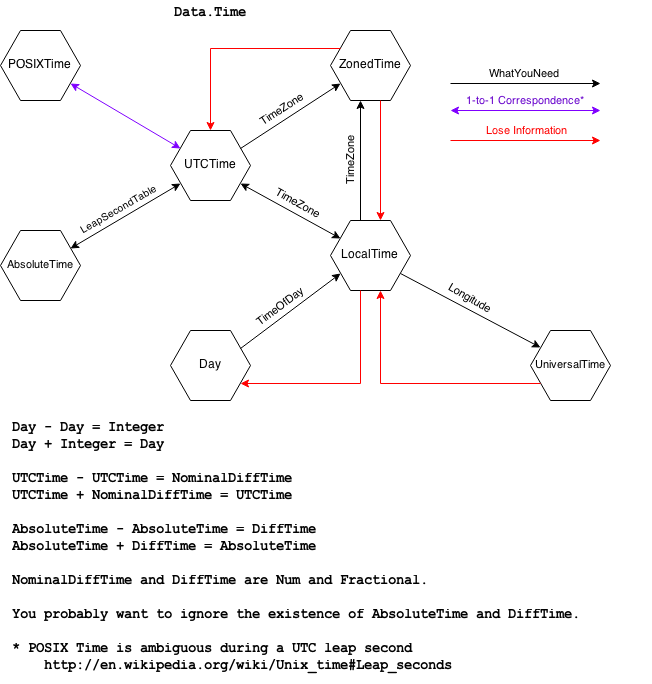 Data.Time
POSIXTime
ZonedTime
WhatYouNeed
1-to-1 Correspondence*
Lose Information
TimeZone
TimeZone
UTCTime
LeapSecondTable
TimeZone
AbsoluteTime
LocalTime
TimeOfDay
Longitude
Day
UniversalTime
Day - Day = Integer
Day + Integer = Day
UTCTime - UTCTime = NominalDiffTime
UTCTime + NominalDiffTime = UTCTime
AbsoluteTime - AbsoluteTime = DiffTime
AbsoluteTime + DiffTime = AbsoluteTime
NominalDiffTime and DiffTime are Num and Fractional.
You probably want to ignore the existence of AbsoluteTime and DiffTime.
* POSIX Time is ambiguous during a UTC leap second
http://en.wikipedia.org/wiki/Unix_time#Leap_seconds